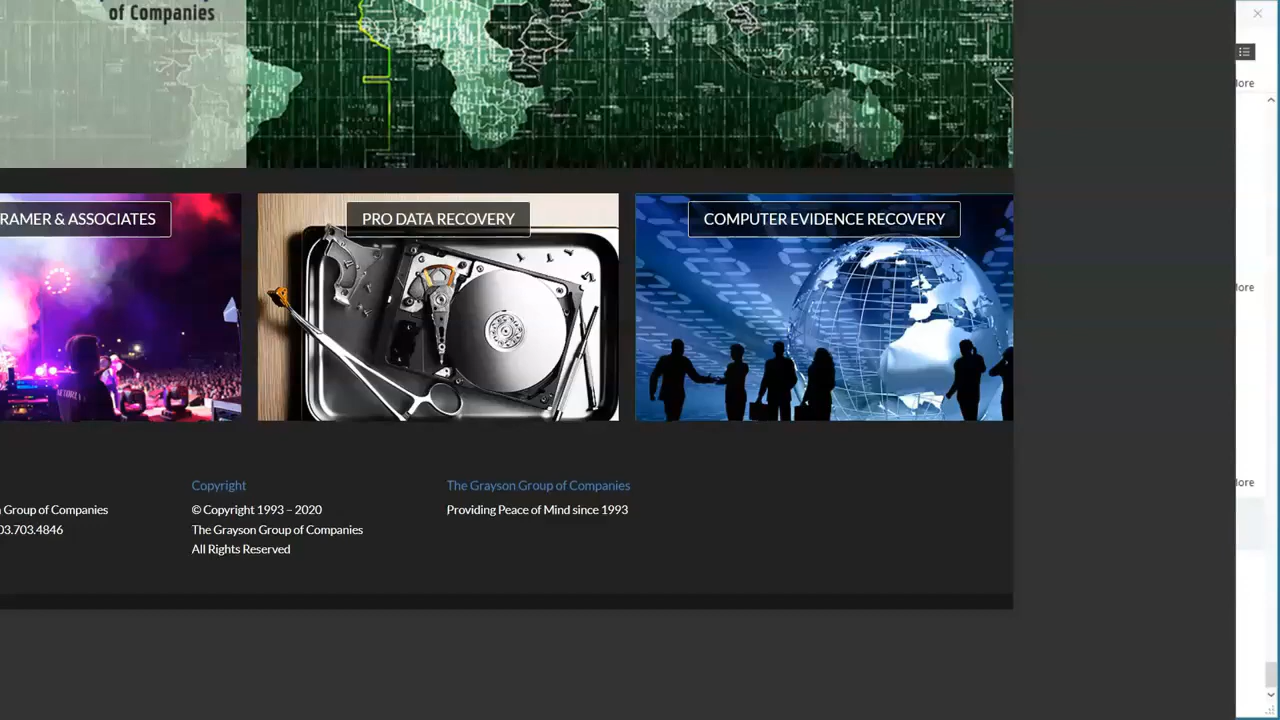 of Companies
RAMER & ASSOCIATES
PRO DATA RECOVERY
COMPUTER EVIDENCE RECOVERY
Copyright
The Grayson Group of Companies
Group of Companies
03.703.4846
© Copyright 1993 – 2020
The Grayson Group of Companies
All Rights Reserved
Providing Peace of Mind since 1993
lore
lore
lore